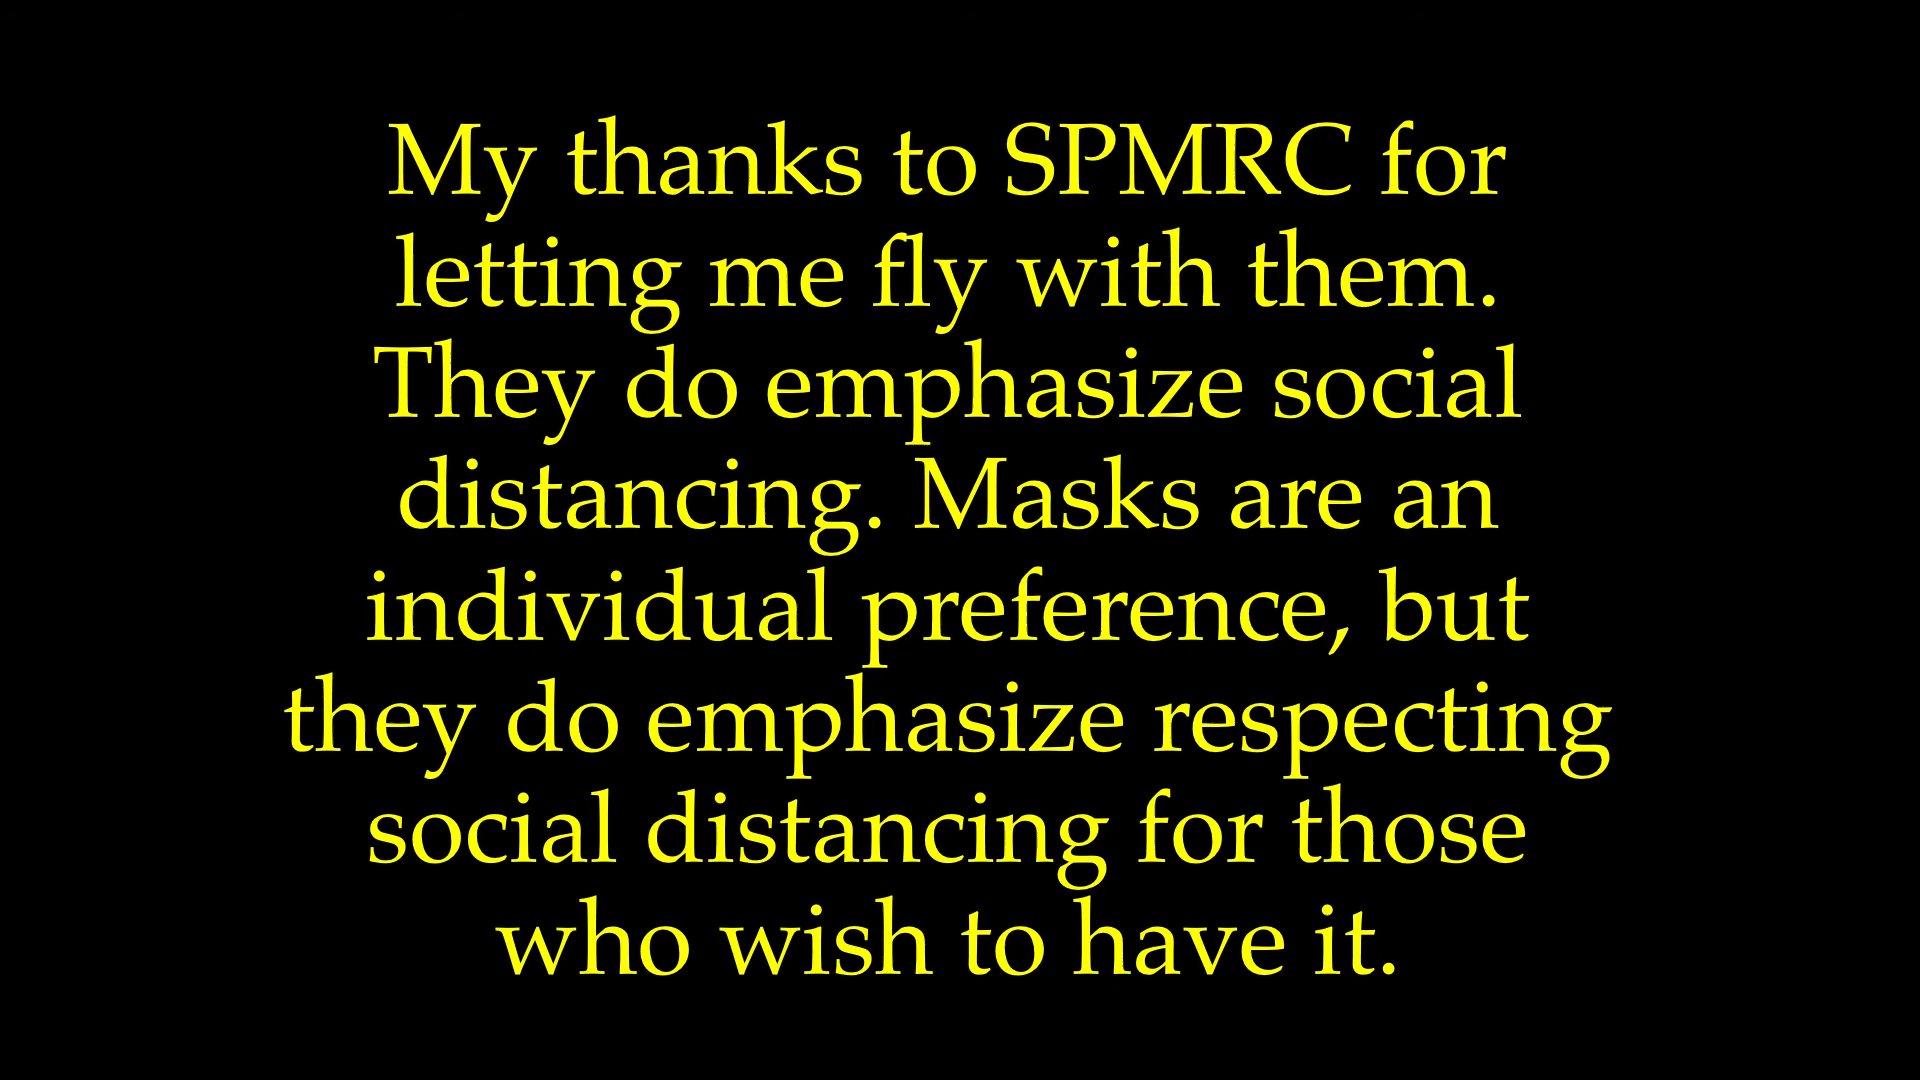 My thanks to SPMRC for
letting me fly with them.
They do emphasize social
distancing. Masks are an
individual preference, but
they do emphasize respecting
social distancing for those
who wish to have it.